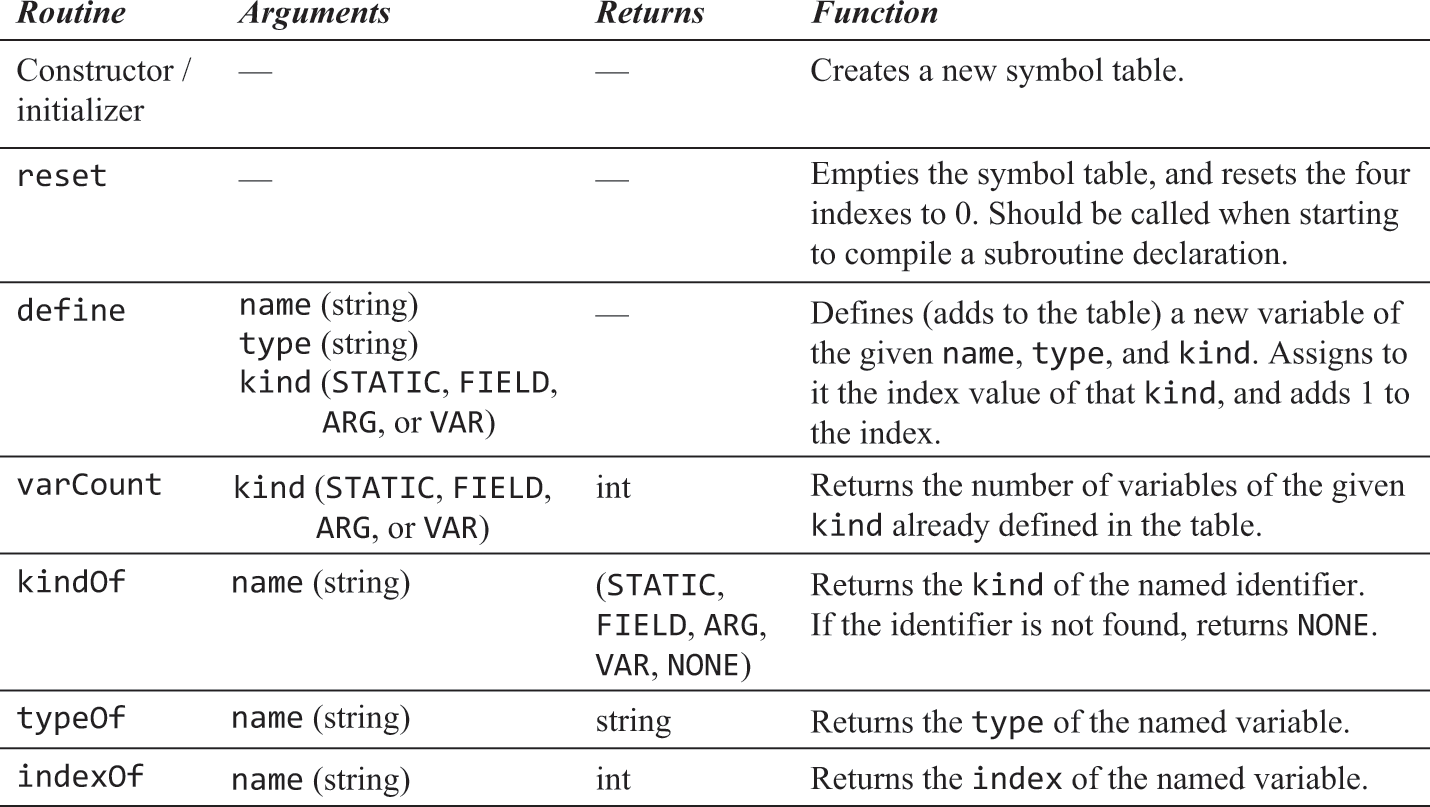 Routine Arguments Returns Function
Constructor / — — Creates a new symbol table.
initializer
reset — — Empties the symbol table, and resets the four
indexes to 0. Should be called when starting
to compile a subroutine declaration.
define name (string) — Defines (adds to the table) a new variable of
type (string) the given name, type, and kind. Assigns to
kind (STATIC, FIELD, it the index value of that kind, and adds 1 to
ARG, or VAR) the index.
varCount kind (STATIC, FIELD, int Returns the number of variables of the given
ARG, or VAR) kind already defined in the table.
kindOf name (string) (STATIC, Returns the kind of the named identifier.
FIELD, ARG, If the identifier is not found, returns NONE.
VAR, NONE)
typeOf name (string) string Returns the type of the named variable.
indexOf name (string) int Returns the index of the named variable.